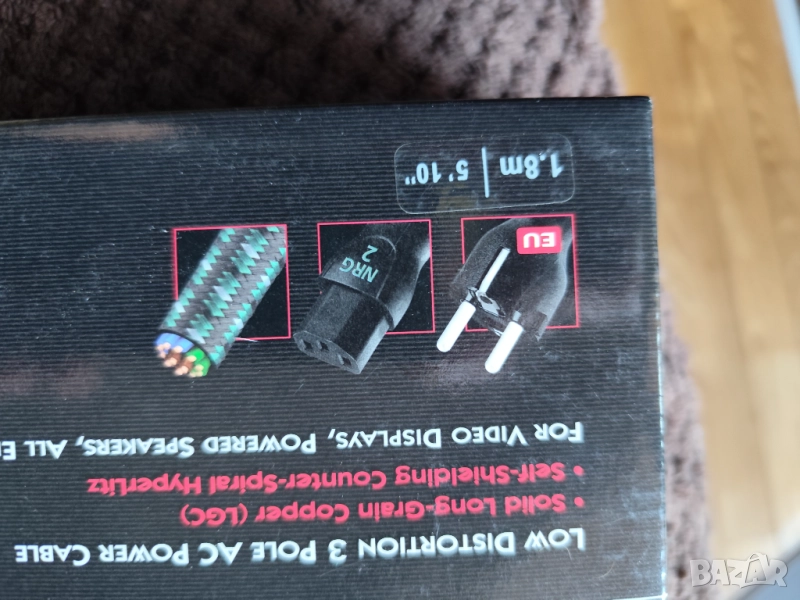 LOW DISTORTION 3 POLE AC POWER CABLE
• Solid Long-Grain Copper (LGC)
• Self-Shielding Counter-Spiral HyperLitz
FOR VIDEO DISPLAYS, POWERED SPEAKERS, ALL
EU
NRG
2
1.8m | 5' 10"
BAZAR